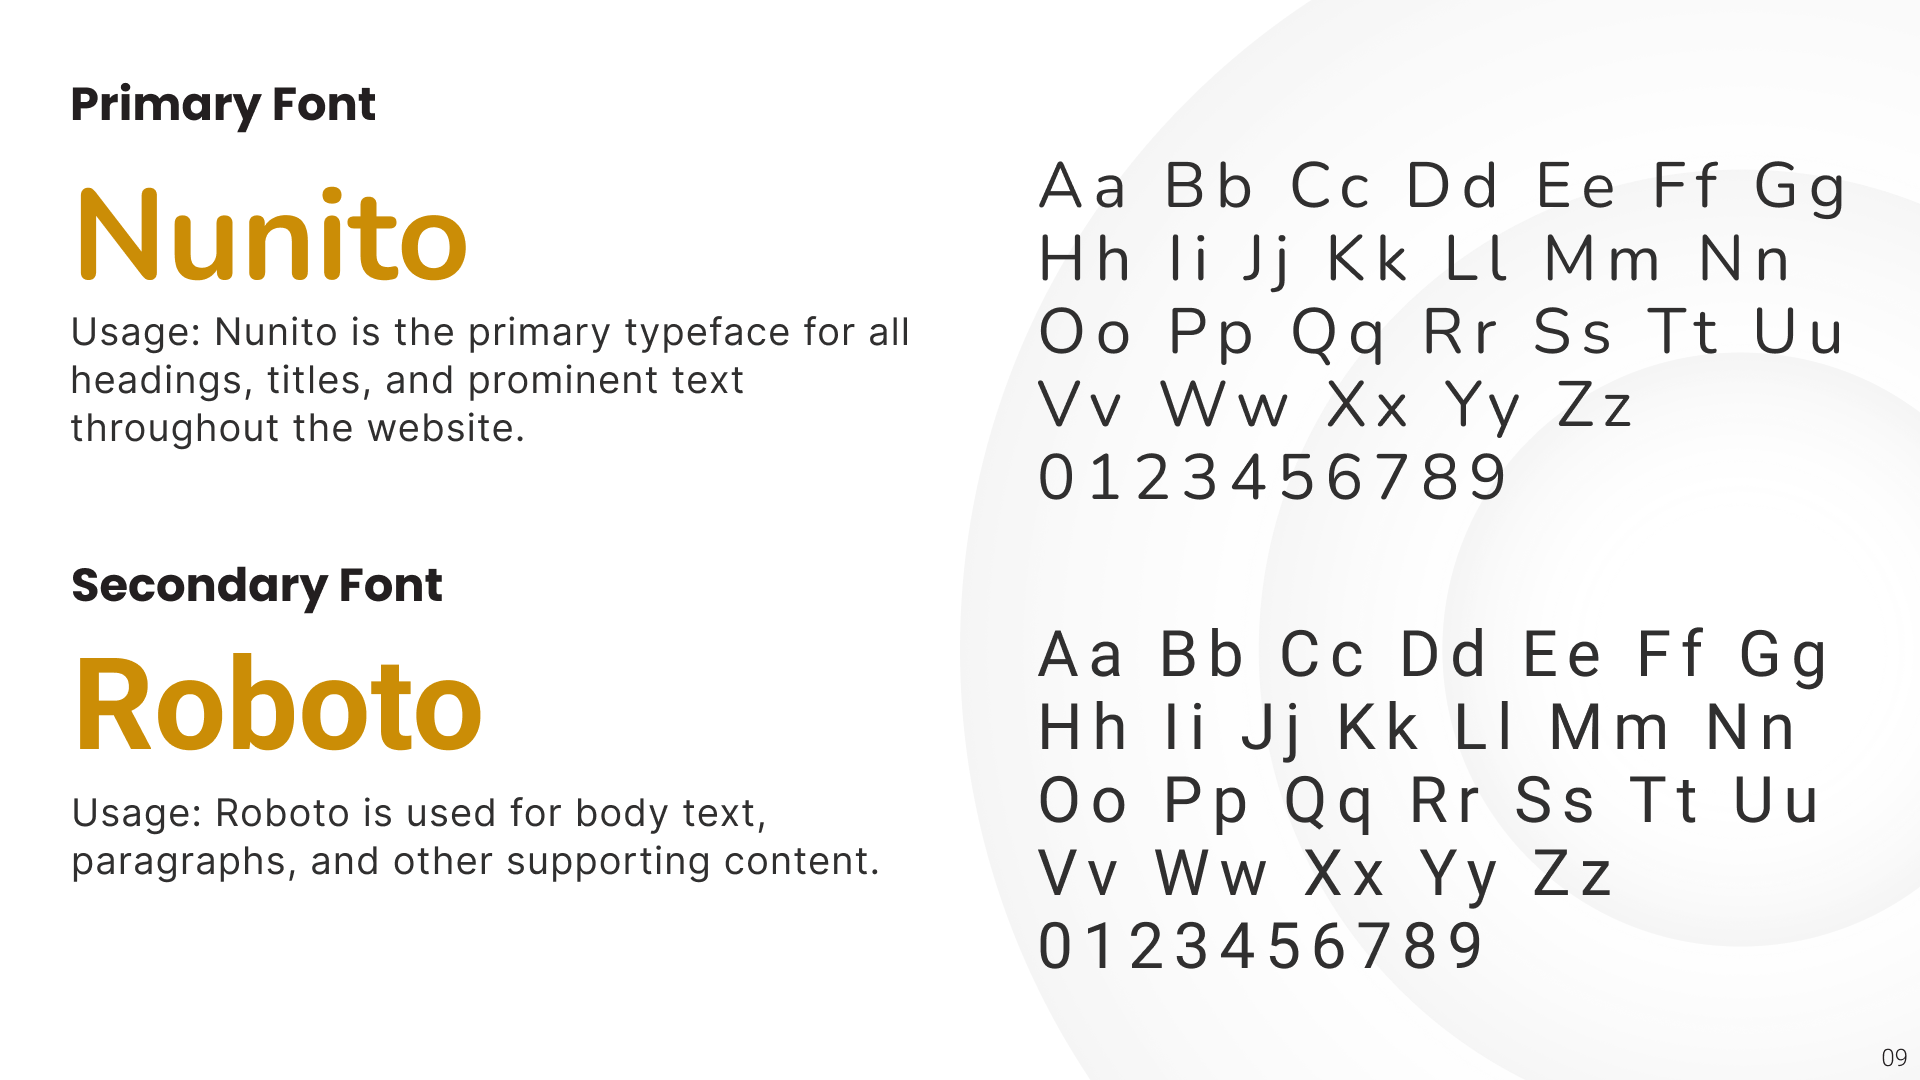 Primary Font
Nunito
Usage: Nunito is the primary typeface for all
headings, titles, and prominent text
throughout the website.
Aa Bb Cc Dd Ee Ff Gg
Hh Ii Jj Kk Ll Mm Nn
Oo Pp Qq Rr Ss Tt Uu
Vv Ww Xx Yy Zz
0123456789
Secondary Font
Roboto
Usage: Roboto is used for body text,
paragraphs, and other supporting content.
Aa Bb Cc Dd Ee Ff Gg
Hh Ii Jj Kk Ll Mm Nn
Oo Pp Qq Rr Ss Tt Uu
Vv Ww Xx Yy Zz
0123456789
09